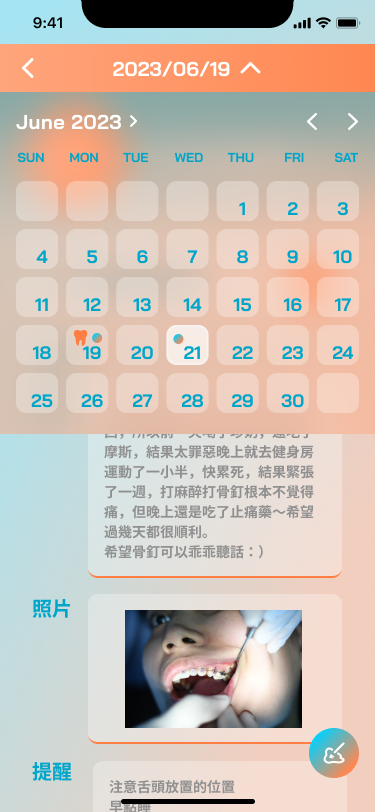 9:41
2023/06/19
June 2023
SUN MON TUE WED THU FRI SAT
1 2 3
4 5 6 7 8 9 10
11 12 13 14 15 16 17
18 19 20 21 22 23 24
25 26 27 28 29 30
摩斯，結果太罪惡晚上就去健身房
運動了一小半，快累死，結果緊張
了一週，打麻醉打骨釘根本不覺得
痛，但晚上還是吃了止痛藥～希望
過幾天都很順利。
希望骨釘可以乖乖聽話：）
照片
提醒
注意舌頭放置的位置
早點睡